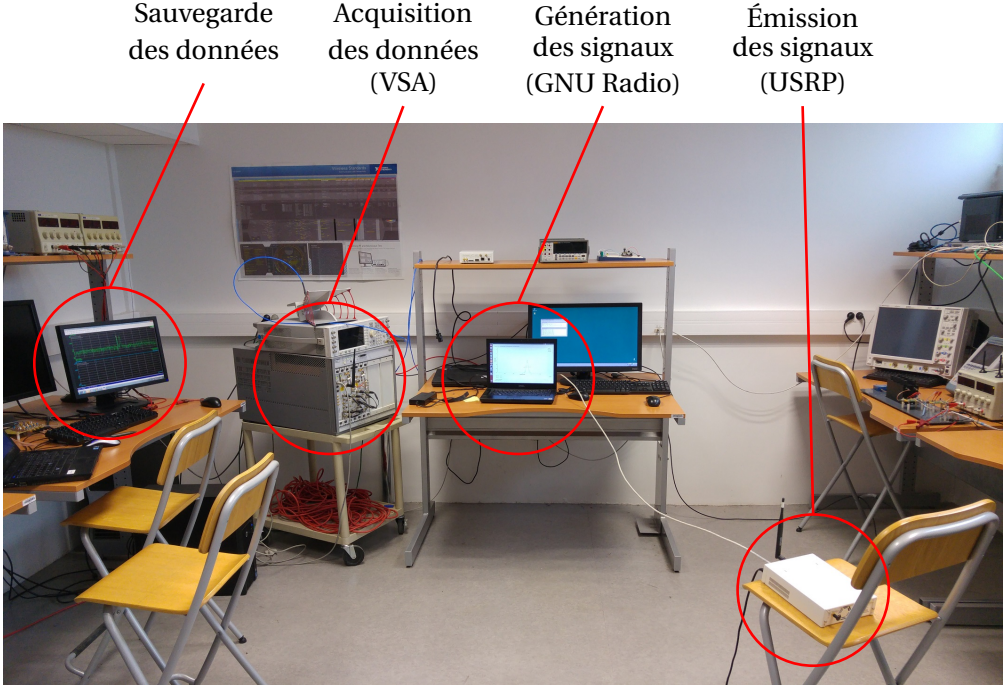 Sauvegarde
des données
Acquisition
des données
(VSA)
Génération
des signaux
(GNU Radio)
Émission
des signaux
(USRP)